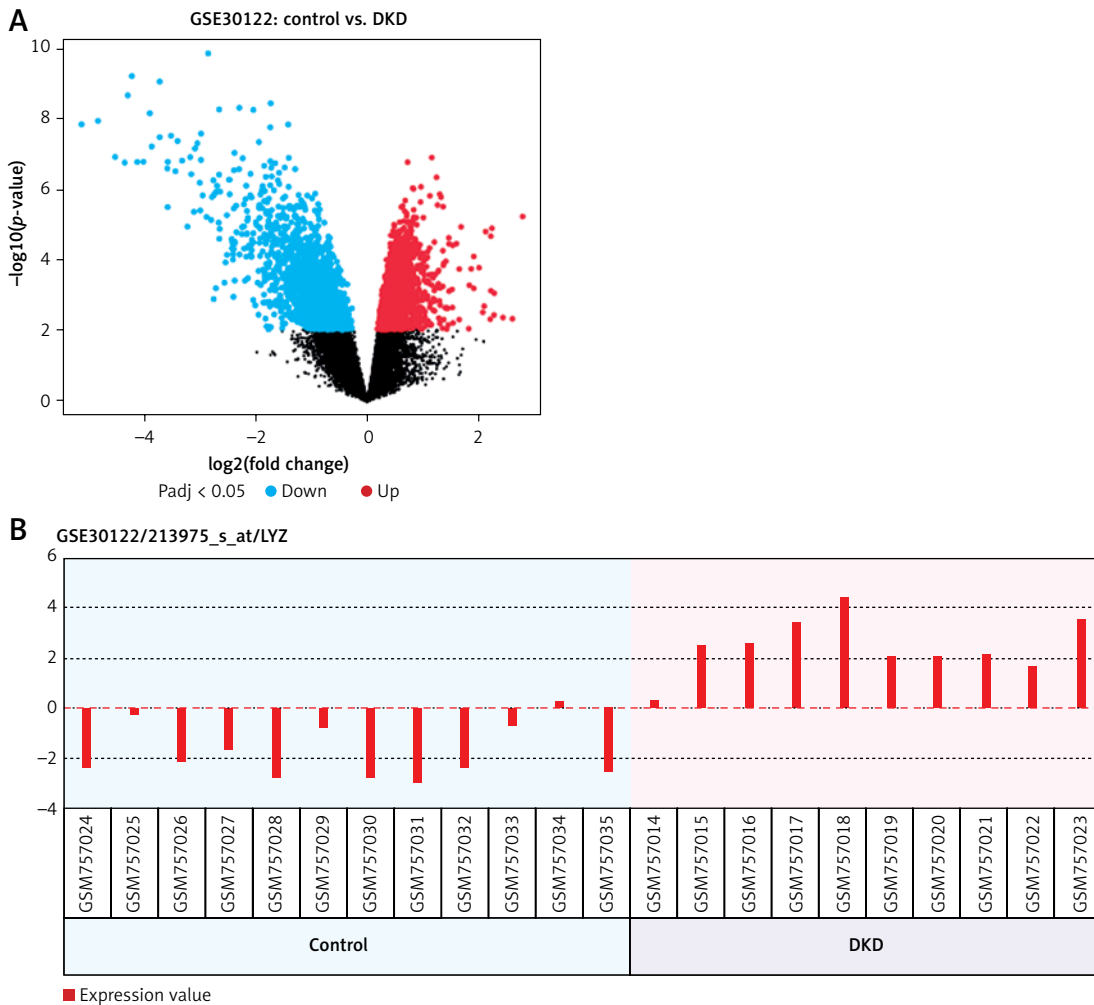 A
GSE30122: control vs. DKD
10
8
6
4
2
0
–log10(p-value)
–4 –2 0 2
log2(fold change)
Padj < 0.05 Down Up
B
GSE30122/213975_s_at/LYZ
6
4
2
0
–2
–4
GSM757024
GSM757025
GSM757026
GSM757027
GSM757028
GSM757029
GSM757030
GSM757031
GSM757032
GSM757033
GSM757034
GSM757035
GSM757014
GSM757015
GSM757016
GSM757017
GSM757018
GSM757019
GSM757020
GSM757021
GSM757022
GSM757023
Control DKD
Expression value